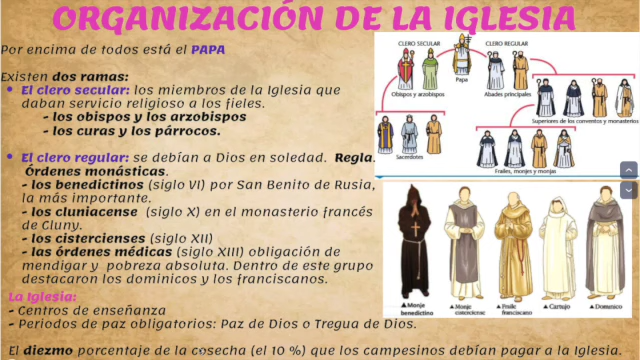 ORGANIZACIÓN DE LA IGLESIA
Por encima de todos está el PAPA
Existen dos ramas:
• El clero secular: los miembros de la Iglesia que
daban servicio religioso a los fieles.
- los obispos y los arzobispos
- los curas y los párrocos.
• El clero regular: se debían a Dios en soledad. Regla.
Órdenes monásticas.
- los benedictinos (siglo VI) por San Benito de Rusia,
la más importante.
- los cluniacense (siglo X) en el monasterio francés
de Cluny.
- los cistercienses (siglo XII)
- las órdenes médicas (siglo XIII) obligación de
mendigar y pobreza absoluta. Dentro de este grupo
destacaron los dominicos y los franciscanos.
La Iglesia:
- Centros de enseñanza
- Periodos de paz obligatorios: Paz de Dios o Tregua de Dios.
El diezmo porcentaje de la cosecha (el 10 %) que los campesinos debían pagar a la Iglesia.
CLERO SECULAR
CLERO REGULAR
Obispos y arzobispos
Papa
Abades principales
Superiores de los conventos y monasterios
Sacerdotes
Frailes, monjes y monjas
▲Monje
benedictino
▲Monje
cisterciense
▲Fraile
franciscano
▲Cartujo
▲Dominico